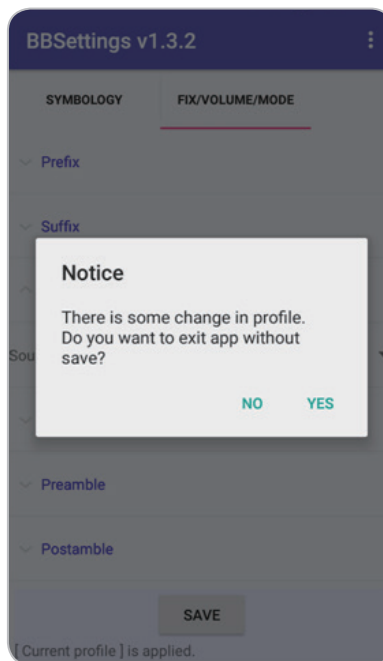 BBSettings v1.3.2
SYMBOLOGY FIX/VOLUME/MODE
Prefix
Suffix
Notice
There is some change in profile.
Do you want to exit app without
save?
Sou
NO YES
Preamble
Postamble
SAVE
[ Current profile ] is applied.